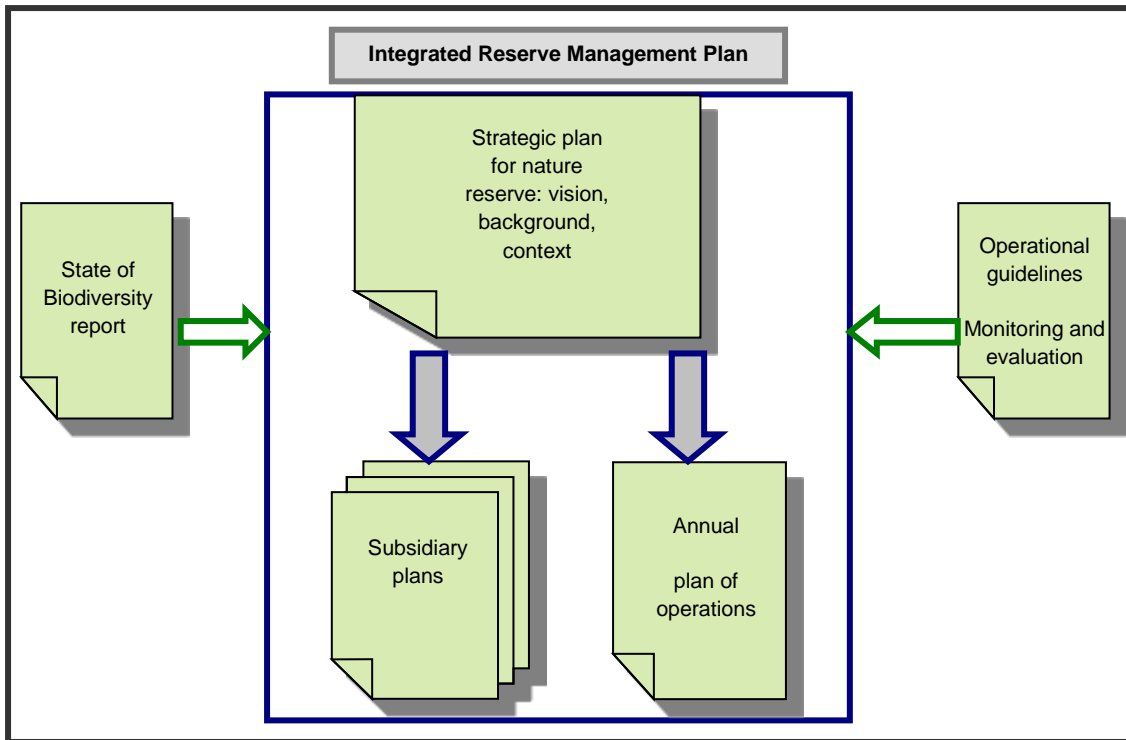 Integrated Reserve Management Plan
Strategic plan
for nature
reserve: vision,
background,
context
State of
Biodiversity
report
Operational
guidelines
Monitoring and
evaluation
Subsidiary
plans
Annual
plan of
operations